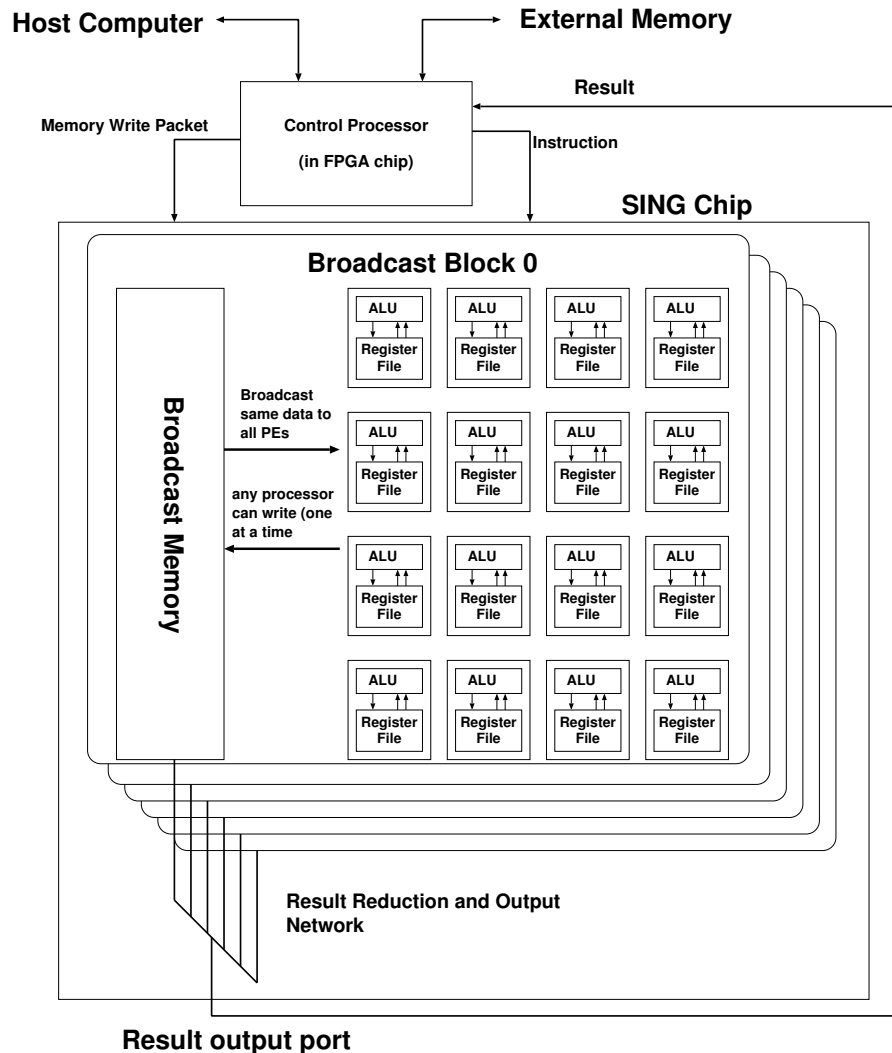 Host Computer
External Memory
Result
Memory Write Packet
Control Processor
(in FPGA chip)
Instruction
SING Chip
Broadcast Block 0
Broadcast Memory
Broadcast
same data to
all PEs
any processor
can write (one
at a time
ALU
Register
File
ALU
Register
File
ALU
Register
File
ALU
Register
File
ALU
Register
File
ALU
Register
File
ALU
Register
File
ALU
Register
File
ALU
Register
File
ALU
Register
File
ALU
Register
File
ALU
Register
File
ALU
Register
File
ALU
Register
File
ALU
Register
File
ALU
Register
File
Result Reduction and Output
Network
Result output port